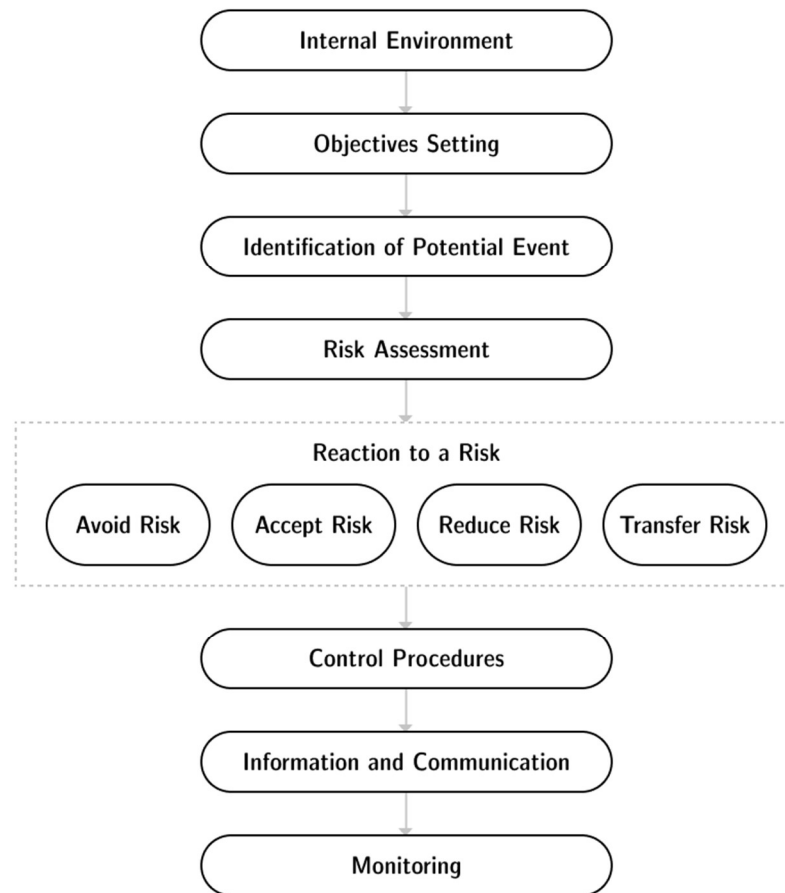 Internal Environment
Objectives Setting
Identification of Potential Event
Risk Assessment
Reaction to a Risk
Avoid Risk
Accept Risk
Reduce Risk
Transfer Risk
Control Procedures
Information and Communication
Monitoring